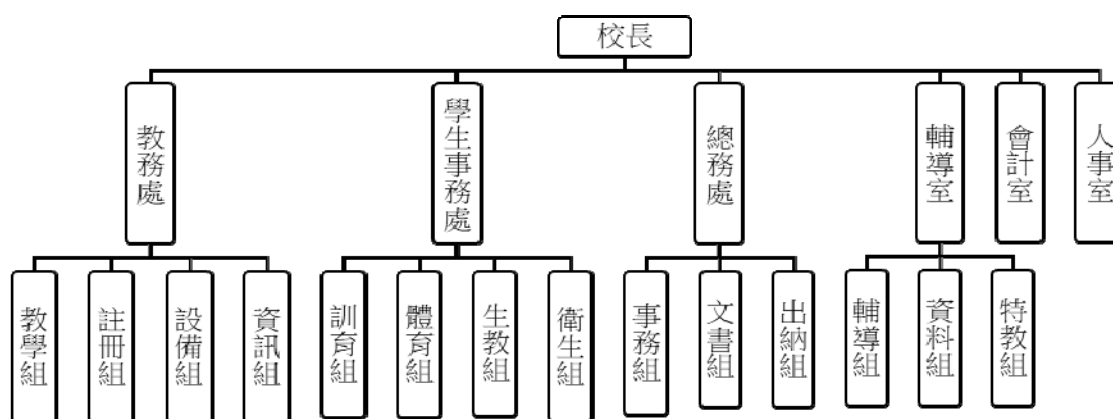 校長
教務處
學生事務處
總務處
輔導室
會計室
人事室
教學組
註冊組
設備組
資訊組
訓育組
體育組
生教組
衛生組
事務組
文書組
出納組
輔導組
資料組
特教組